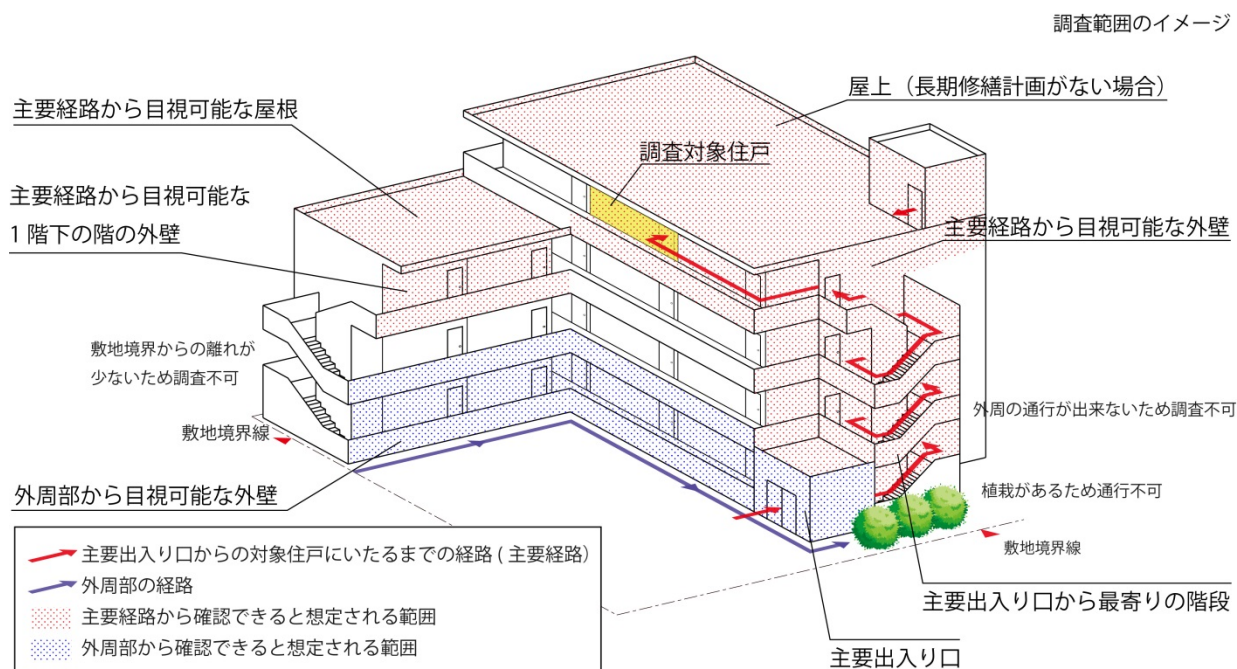 調査範囲のイメージ
屋上（長期修繕計画がない場合）
主要経路から目視可能な屋根
調査対象住戸
主要経路から目視可能な
1階下の階の外壁
主要経路から目視可能な外壁
敷地境界からの離れが
少ないため調査不可
外周の通行が出来ないため調査不可
敷地境界線
外周部から目視可能な外壁
植栽があるため通行不可
敷地境界線
主要出入り口から最寄りの階段
主要出入り口
主要出入り口からの対象住戸にいたるまでの経路 ( 主要経路）
外周部の経路
主要経路から確認できると想定される範囲
外周部から確認できると想定される範囲